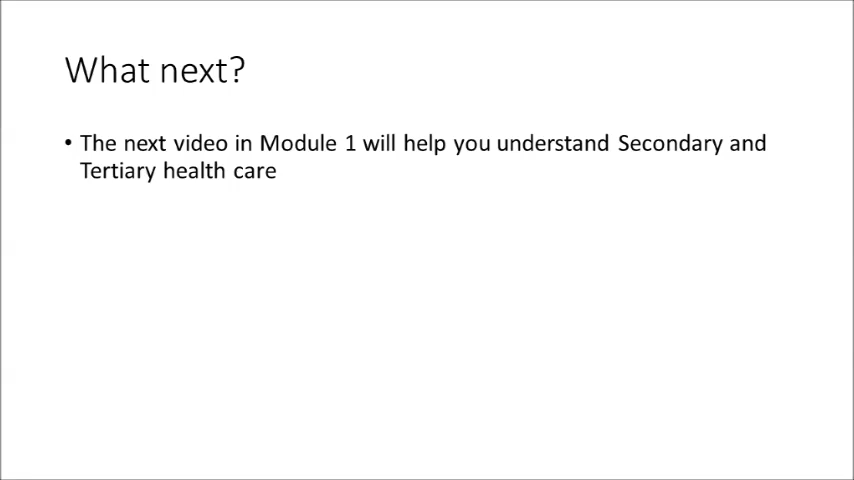 What next?
• The next video in Module 1 will help you understand Secondary and
Tertiary health care